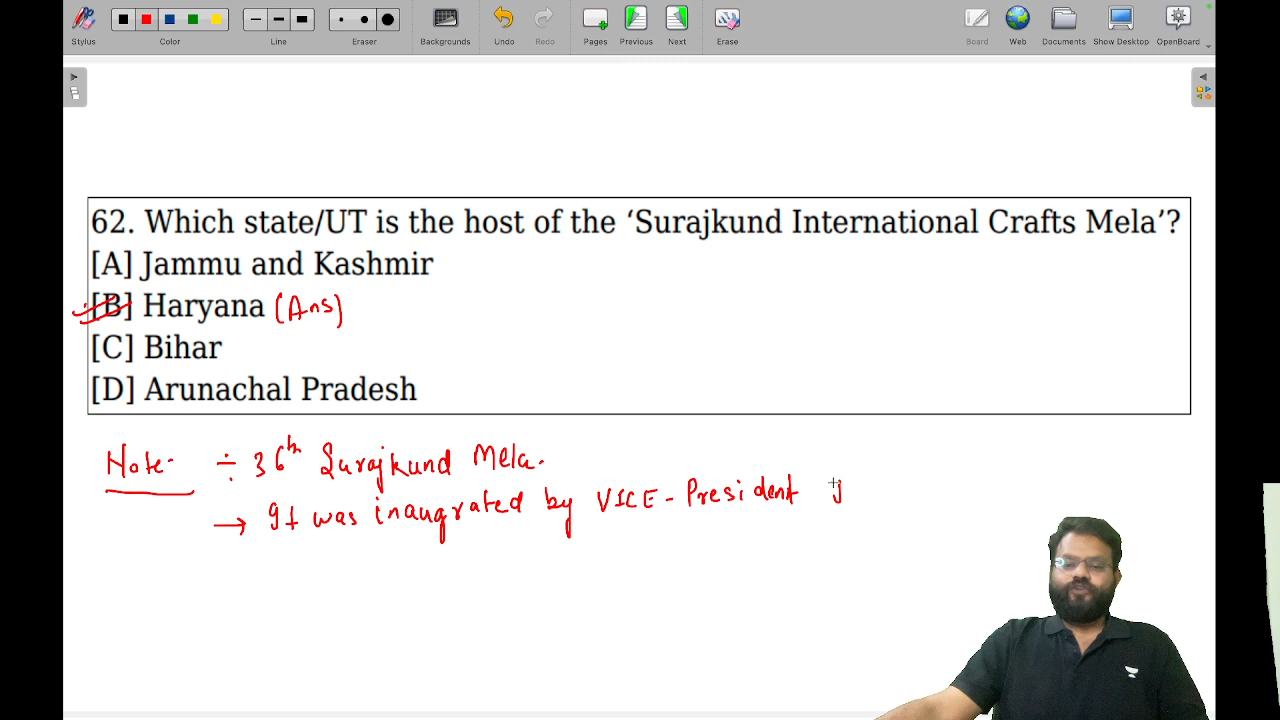 Stylus Color Line Eraser Backgrounds Undo Redo Pages Previous Next Erase Board Web Documents Show Desktop OpenBoard
62. Which state/UT is the host of the ‘Surajkund International Crafts Mela’?
[A] Jammu and Kashmir
[B] Haryana (Ans)
[C] Bihar
[D] Arunachal Pradesh
Note- ÷ 36th Surajkund Mela.
→ It was inaugrated by VICE-President J